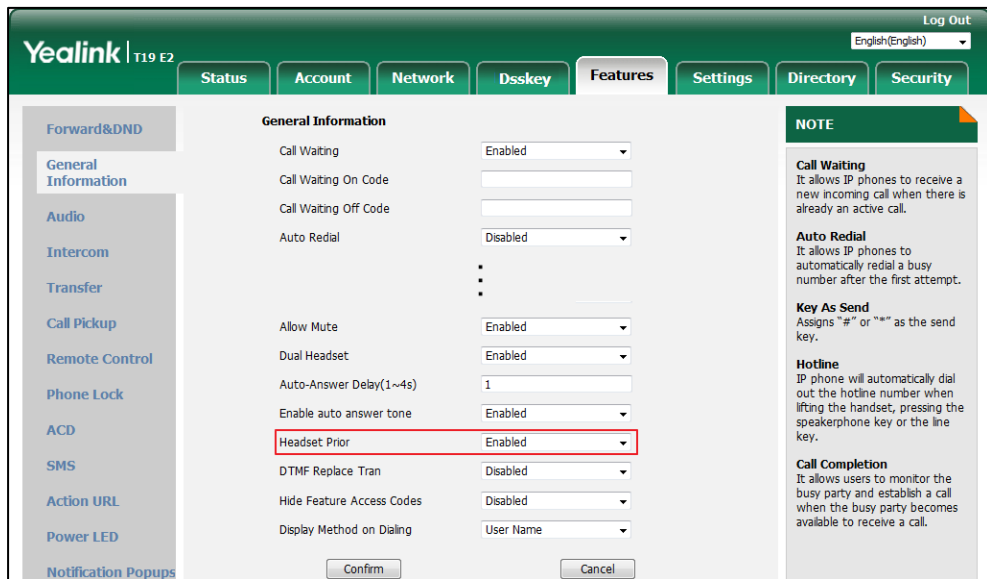 Log Out
Yealink | T19 E2
English(English)
Status Account Network Dsskey Features Settings Directory Security
Forward&DND
General
Information
Audio
Intercom
Transfer
Call Pickup
Remote Control
Phone Lock
ACD
SMS
Action URL
Power LED
Notification Popups
General Information
Call Waiting Enabled
Call Waiting On Code
Call Waiting Off Code
Auto Redial Disabled
Allow Mute Enabled
Dual Headset Enabled
Auto-Answer Delay(1~4s) 1
Enable auto answer tone Enabled
Headset Prior Enabled
DTMF Replace Tran Disabled
Hide Feature Access Codes Disabled
Display Method on Dialing User Name
Confirm Cancel
NOTE
Call Waiting
It allows IP phones to receive a
new incoming call when there is
already an active call.
Auto Redial
It allows IP phones to
automatically redial a busy
number after the first attempt.
Key As Send
Assigns "#" or "*" as the send
key.
Hotline
IP phone will automatically dial
out the hotline number when
lifting the handset, pressing the
speakerphone key or the line
key.
Call Completion
It allows users to monitor the
busy party and establish a call
when the busy party becomes
available to receive a call.